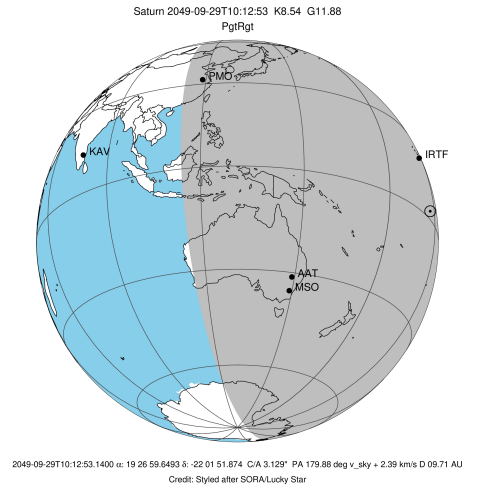 Saturn 2049-09-29T10:12:53 K8.54 G11.88
PgtRgt
PMO
KAV
IRTF
AAT
MSO
2049-09-29T10:12:53.1400 α: 19 26 59.6493 δ: -22 01 51.874 C/A 3.129" PA 179.88 deg v_sky + 2.39 km/s D 09.71 AU
Credit: Styled after SORA/Lucky Star